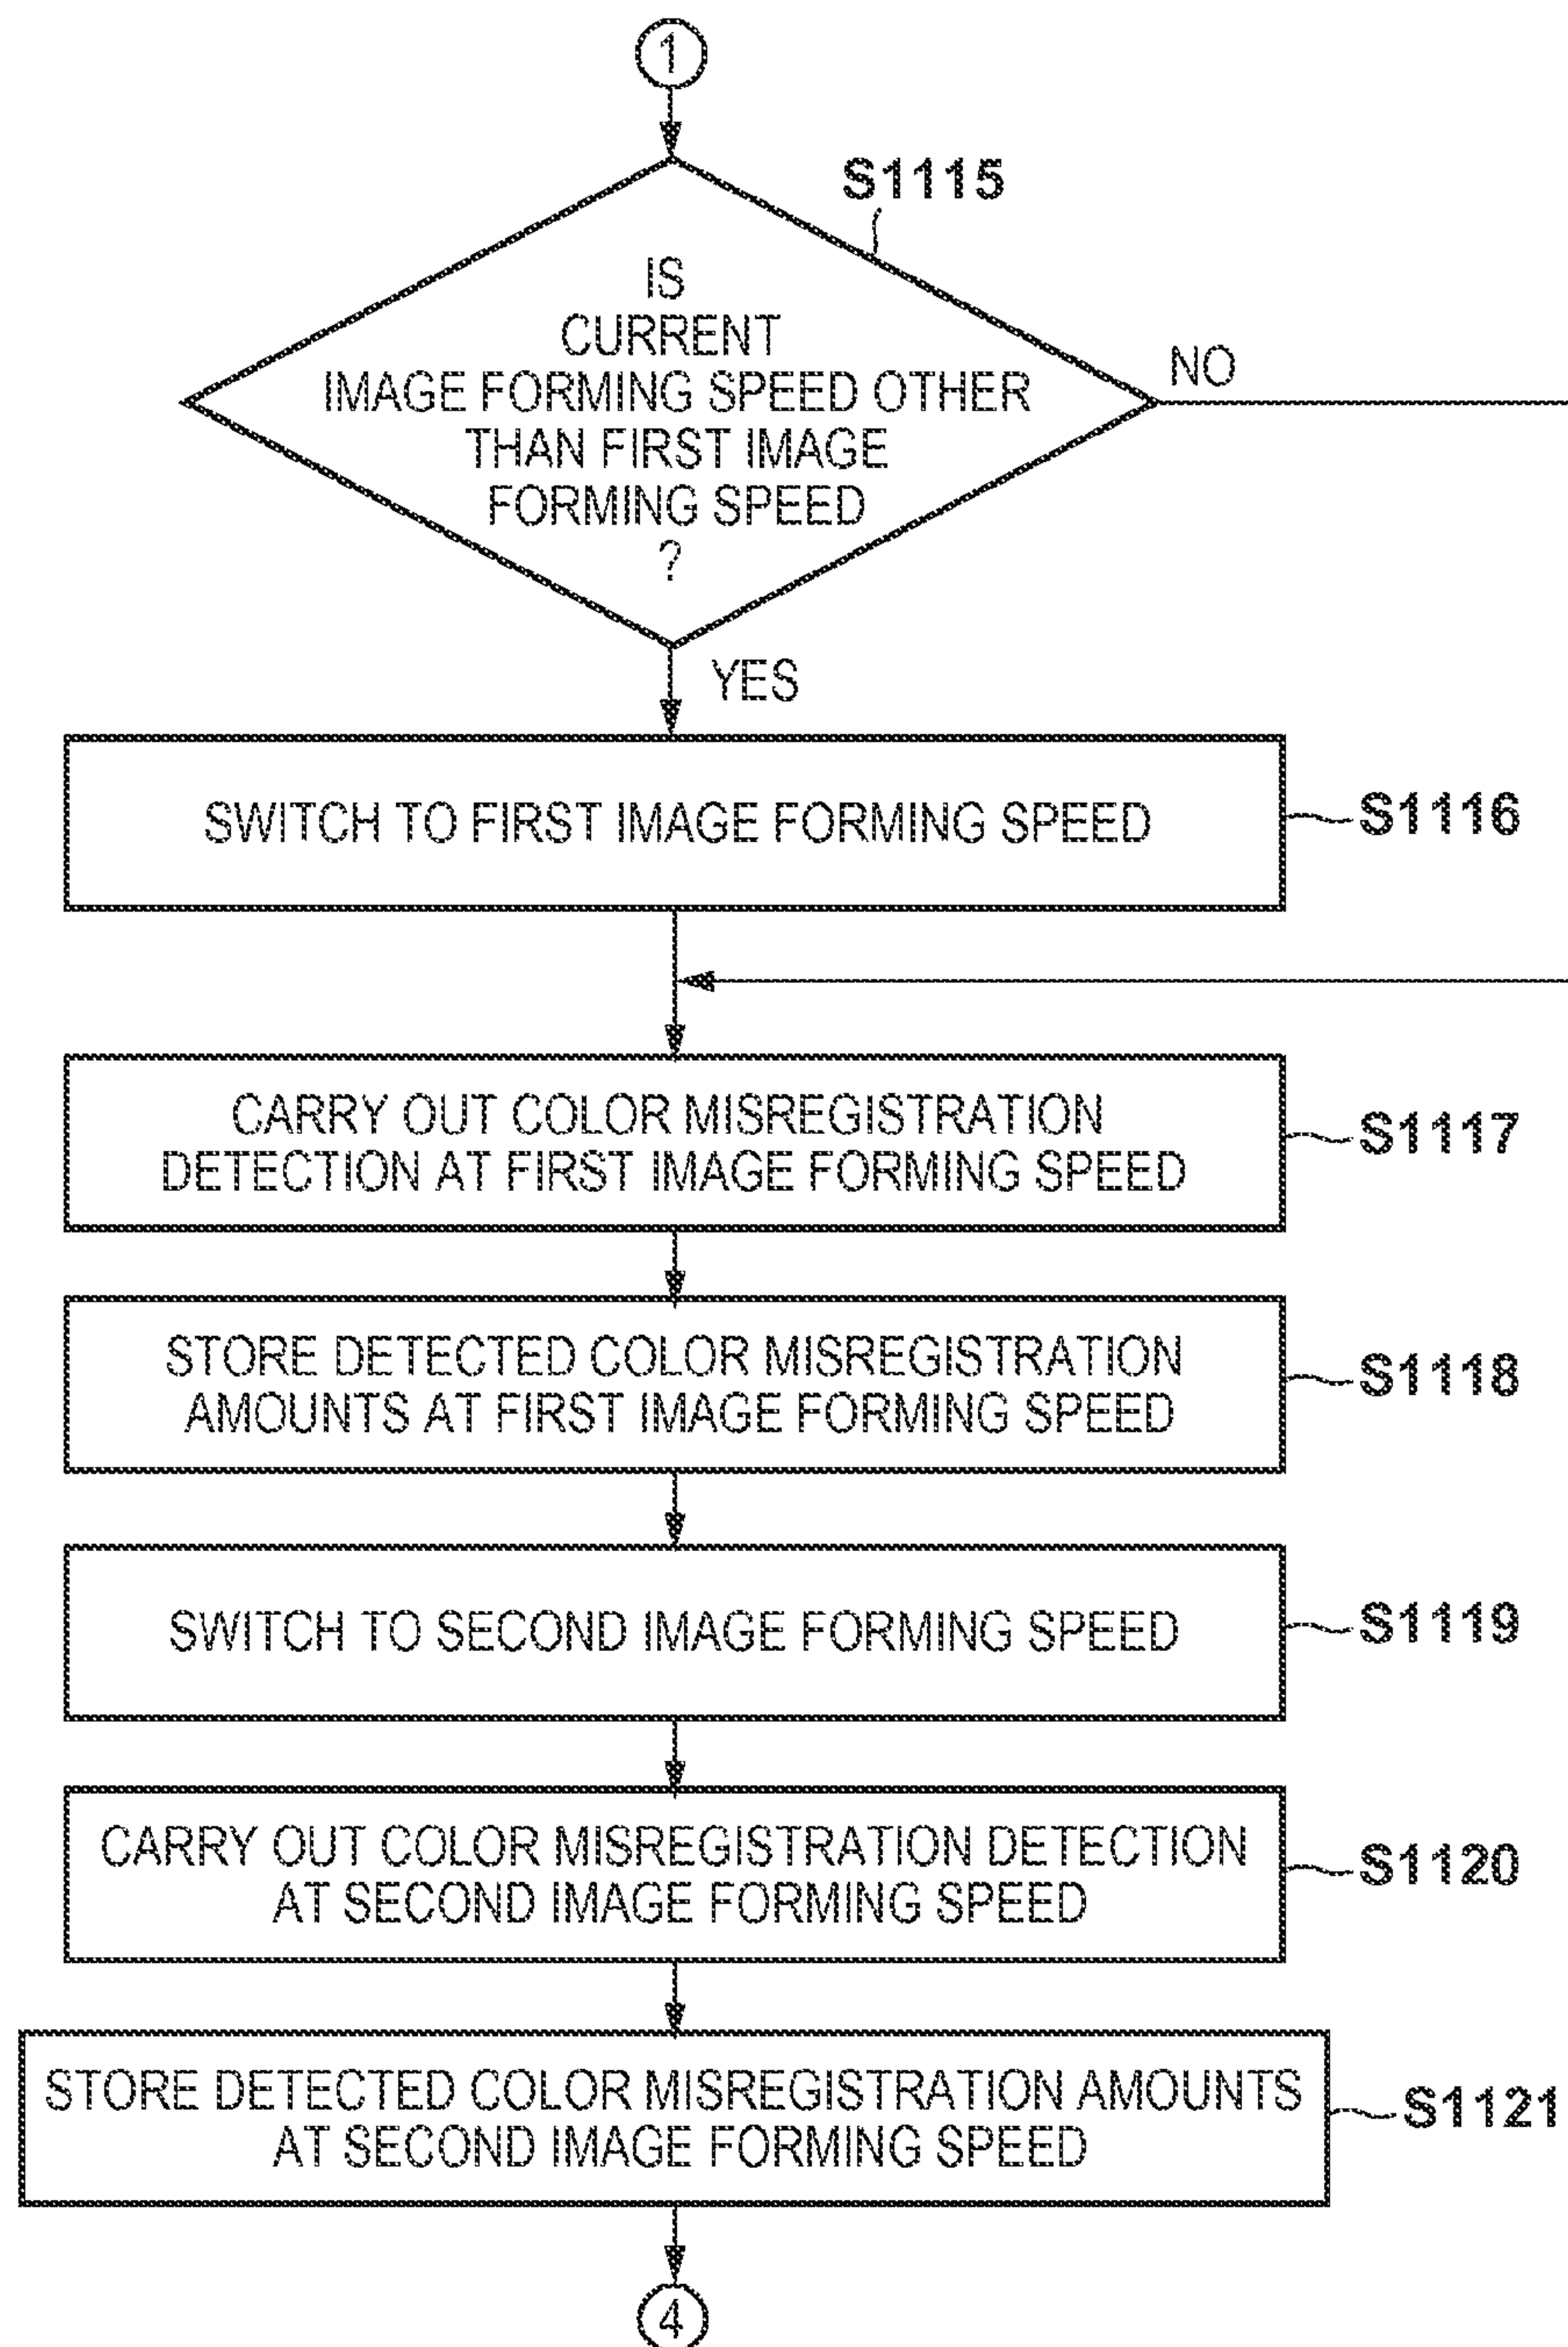 1
S1115
IS
CURRENT
IMAGE FORMING SPEED OTHER
THAN FIRST IMAGE
FORMING SPEED
?
NO
YES
SWITCH TO FIRST IMAGE FORMING SPEED
S1116
CARRY OUT COLOR MISREGISTRATION
DETECTION AT FIRST IMAGE FORMING SPEED
S1117
STORE DETECTED COLOR MISREGISTRATION
AMOUNTS AT FIRST IMAGE FORMING SPEED
S1118
SWITCH TO SECOND IMAGE FORMING SPEED
S1119
CARRY OUT COLOR MISREGISTRATION DETECTION
AT SECOND IMAGE FORMING SPEED
S1120
STORE DETECTED COLOR MISREGISTRATION AMOUNTS
AT SECOND IMAGE FORMING SPEED
S1121
4